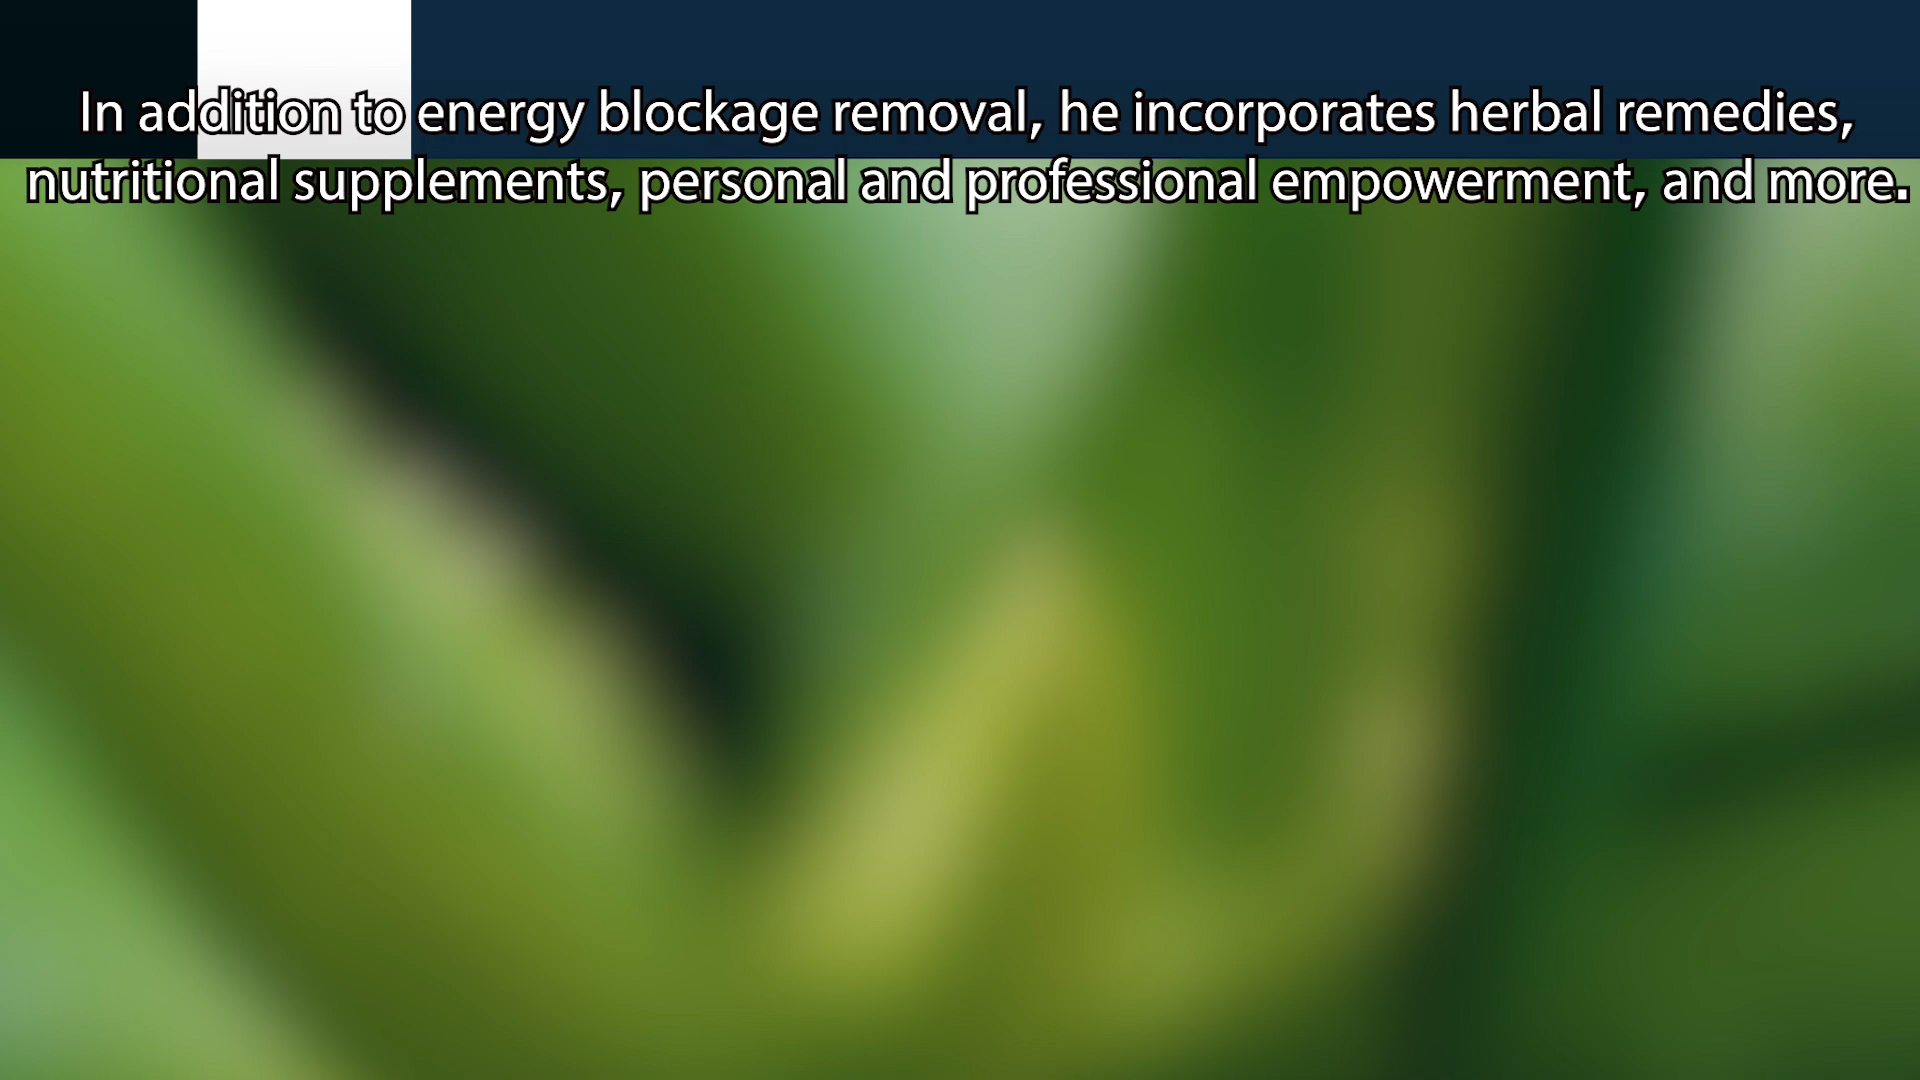 In addition to energy blockage removal, he incorporates herbal remedies,
nutritional supplements, personal and professional empowerment, and more.